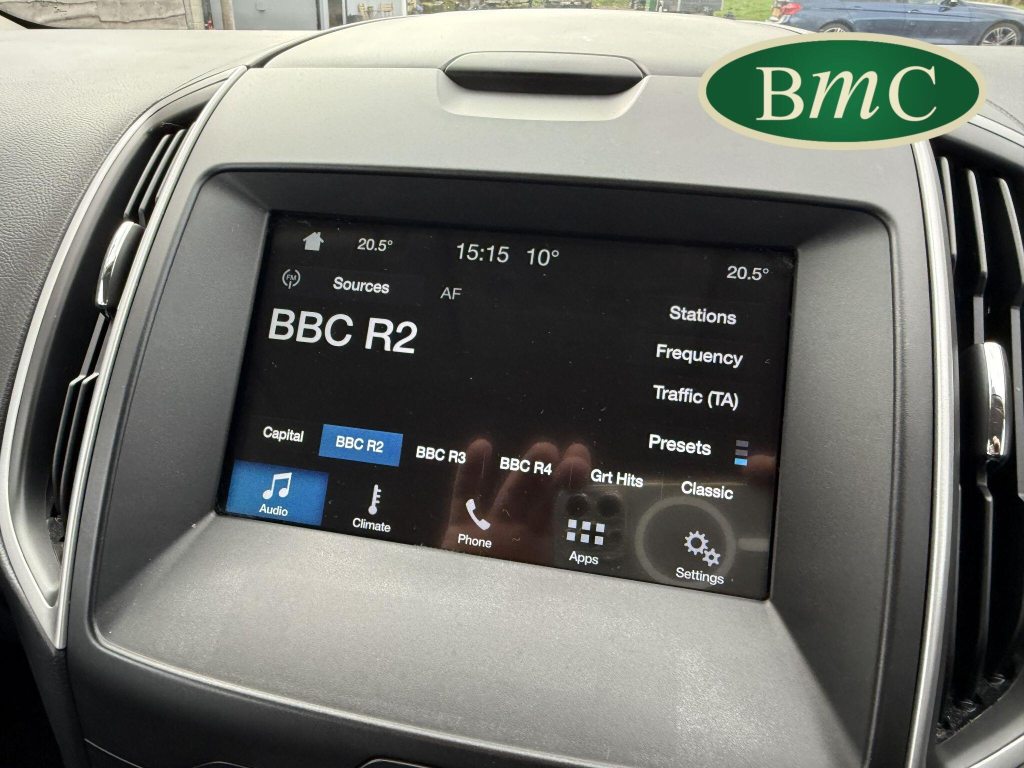 BmC
20.5° 15:15 10° 20.5°
FM Sources AF
Stations
BBC R2
Frequency
Traffic (TA)
Presets
Capital BBC R2 BBC R3 BBC R4 Grt Hits Classic
Audio Climate Phone Apps Settings